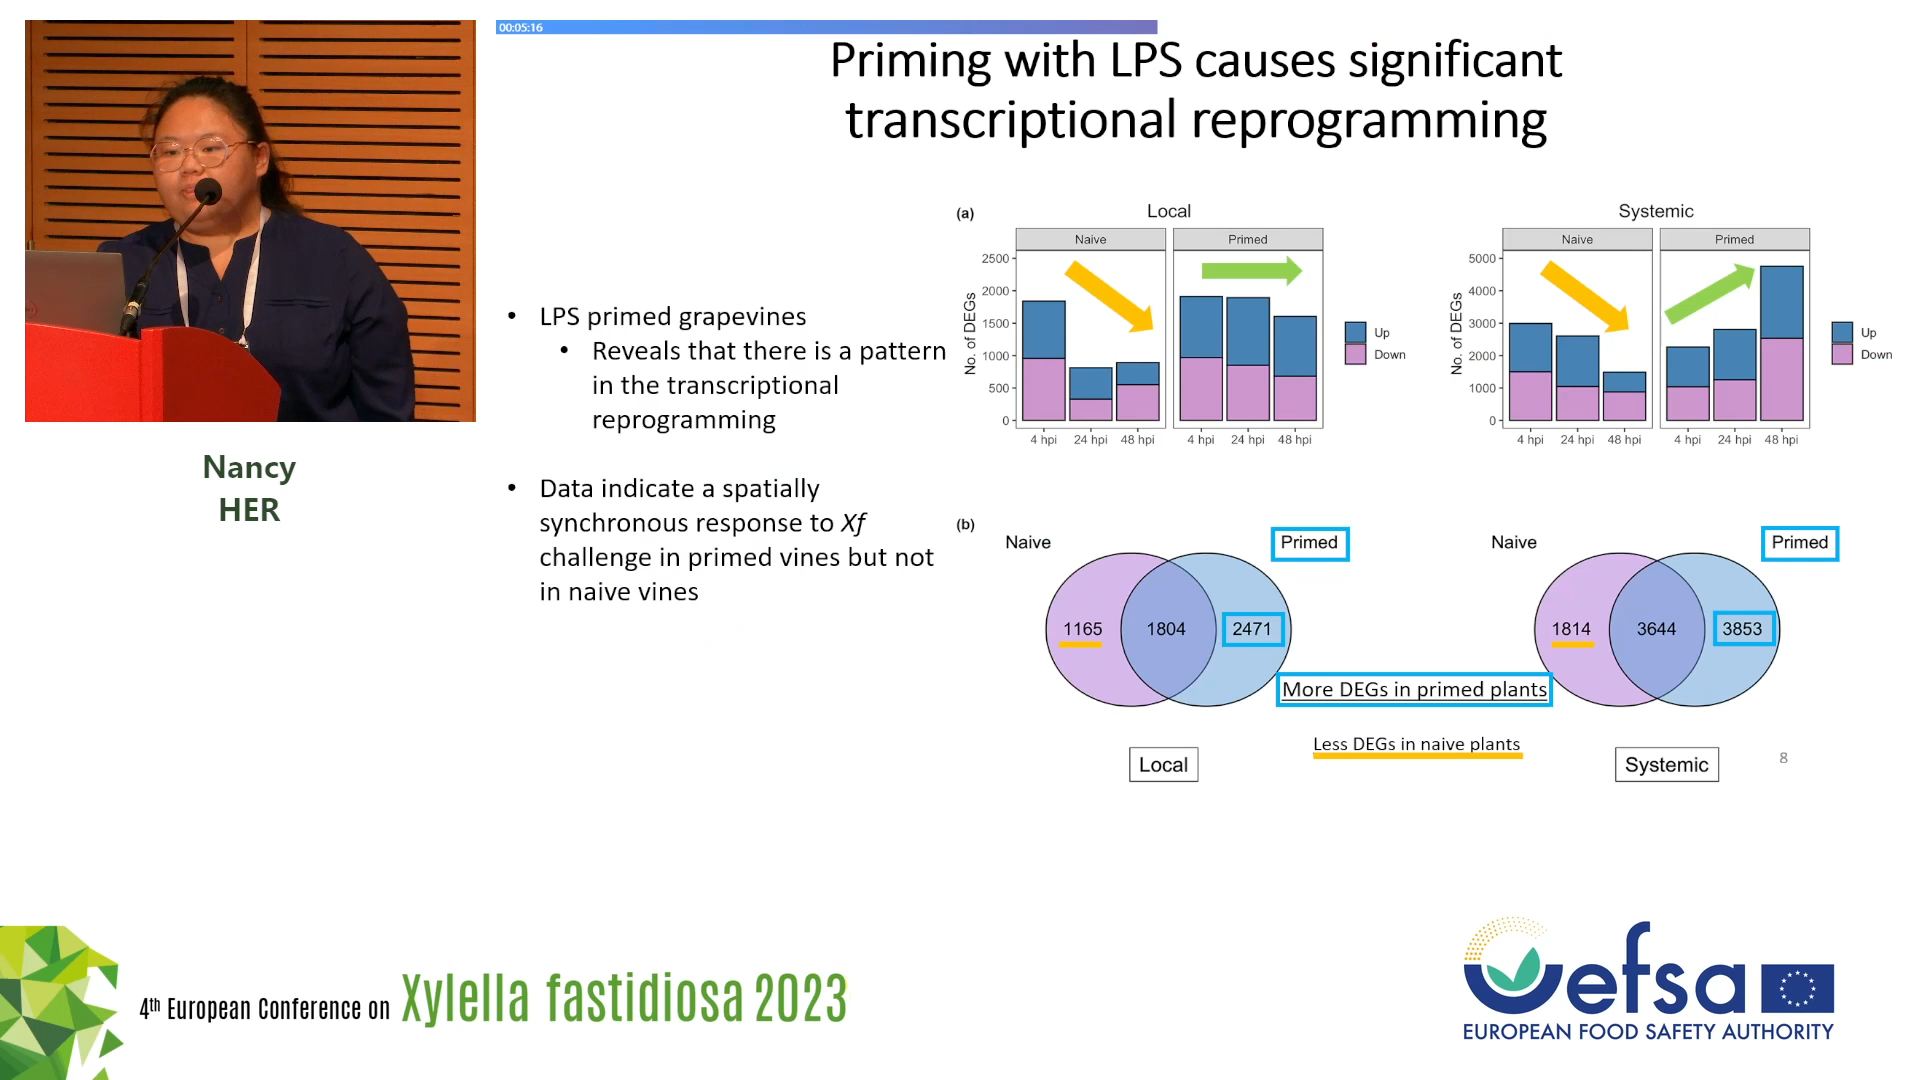 00:05:16
Priming with LPS causes significant
transcriptional reprogramming
• LPS primed grapevines
• Reveals that there is a pattern
in the transcriptional
reprogramming
• Data indicate a spatially
synchronous response to Xf
challenge in primed vines but not
in naive vines
(a)
Local
Naive
Primed
No. of DEGs
2500
2000
1500
1000
500
0
4 hpi
24 hpi
48 hpi
4 hpi
24 hpi
48 hpi
Up
Down
Systemic
Naive
Primed
No. of DEGs
5000
4000
3000
2000
1000
0
4 hpi
24 hpi
48 hpi
4 hpi
24 hpi
48 hpi
Up
Down
(b)
Naive
Primed
1165
1804
2471
Local
Naive
Primed
1814
3644
3853
Systemic
More DEGs in primed plants
Less DEGs in naive plants
8
Nancy
HER
4th European Conference on Xylella fastidiosa 2023
efsa
EUROPEAN FOOD SAFETY AUTHORITY